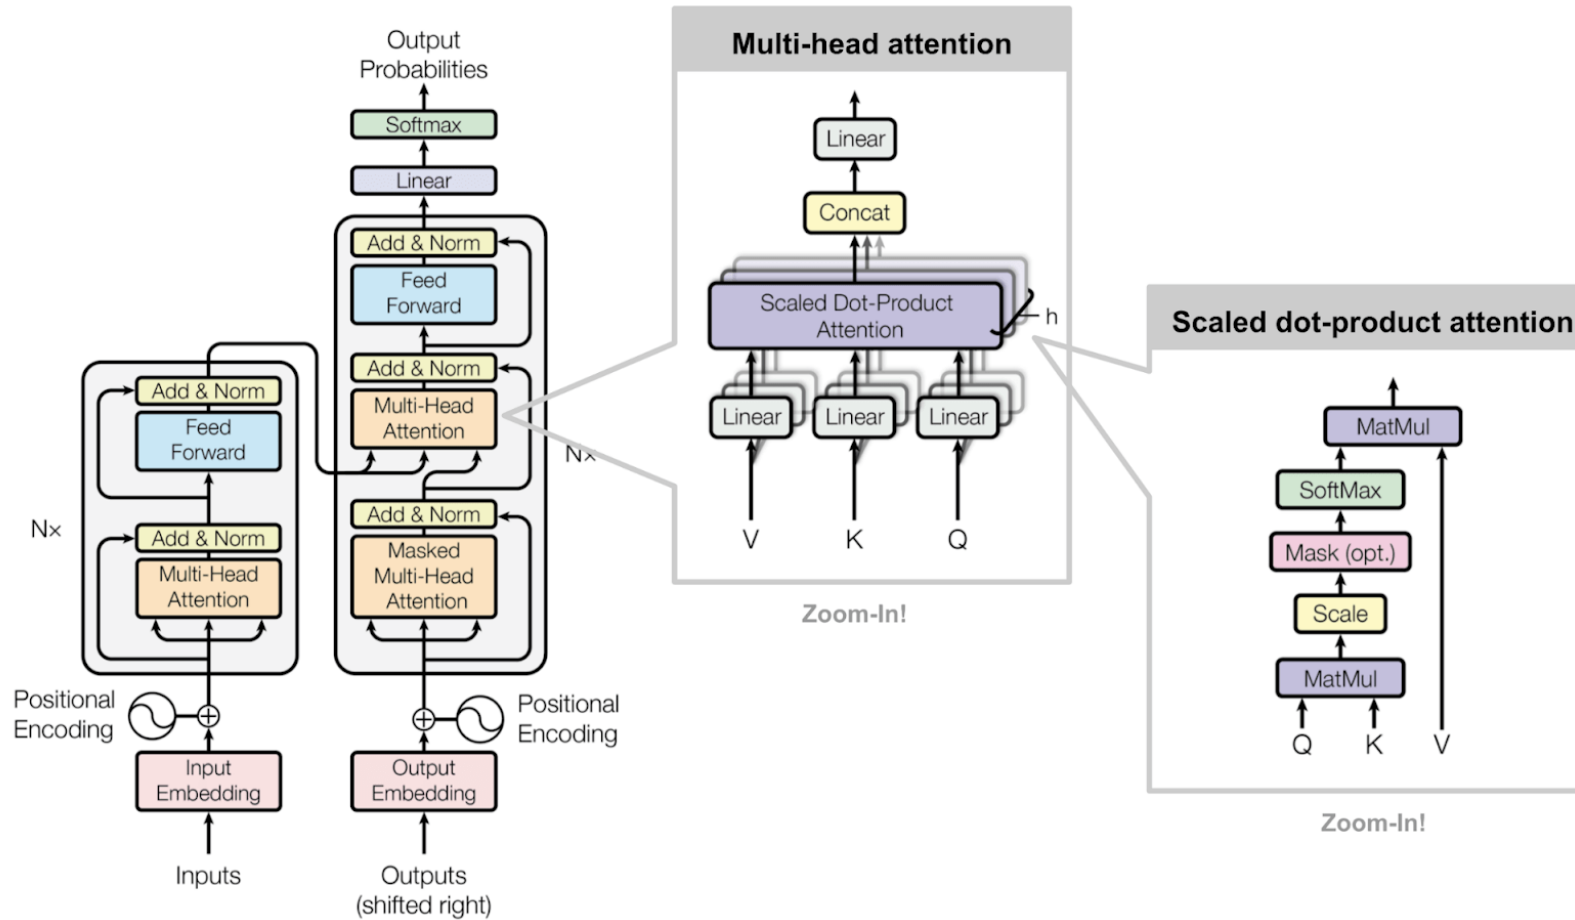 Output
Probabilities
Softmax
Linear
Add & Norm
Feed
Forward
Add & Norm
Multi-Head
Attention
Nx
Add & Norm
Masked
Multi-Head
Attention
Positional
Encoding
Output
Embedding
Outputs
(shifted right)
Add & Norm
Feed
Forward
Nx
Add & Norm
Multi-Head
Attention
Positional
Encoding
Input
Embedding
Inputs
Multi-head attention
Linear
Concat
Scaled Dot-Product
Attention
h
Linear Linear Linear
V K Q
Zoom-In!
Scaled dot-product attention
MatMul
SoftMax
Mask (opt.)
Scale
MatMul
Q K V
Zoom-In!